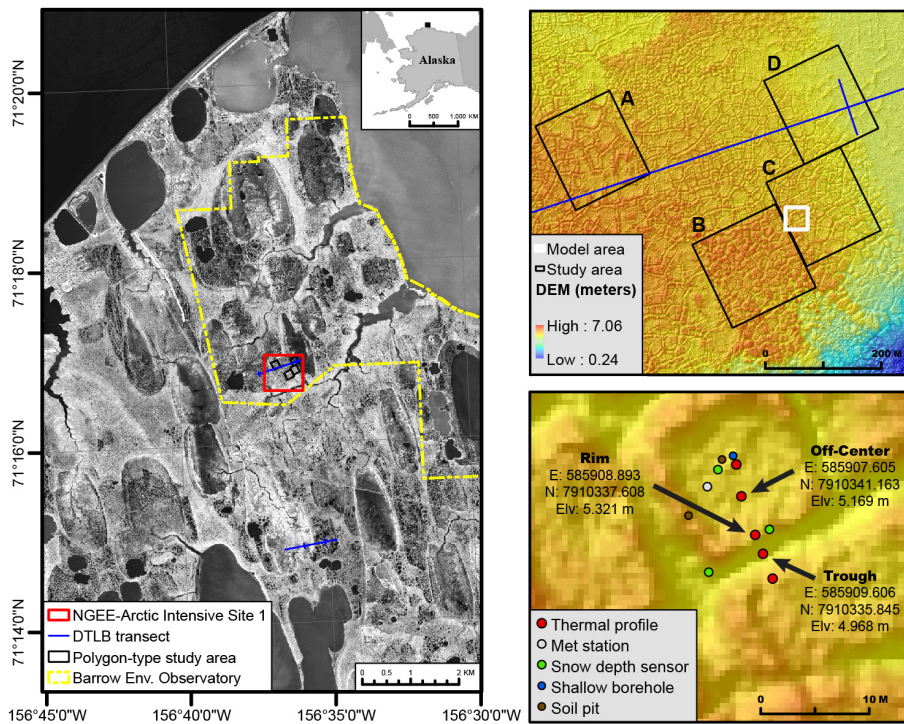 71°20'0"N
71°18'0"N
71°16'0"N
71°14'0"N
Alaska
0 500 1,000 KM
NGEE-Arctic Intensive Site 1
DTLB transect
Polygon-type study area
Barrow Env. Observatory
0 0.5 1 2 KM
156°45'0"W 156°40'0"W 156°35'0"W 156°30'0"W
A
D
C
B
Model area
Study area
DEM (meters)
High : 7.06
Low : 0.24
0 200 M
Rim
E: 585908.893
N: 7910337.608
Elv: 5.321 m
Off-Center
E: 585907.605
N: 7910341.163
Elv: 5.169 m
Trough
E: 585909.606
N: 7910335.845
Elv: 4.968 m
Thermal profile
Met station
Snow depth sensor
Shallow borehole
Soil pit
0 10 M